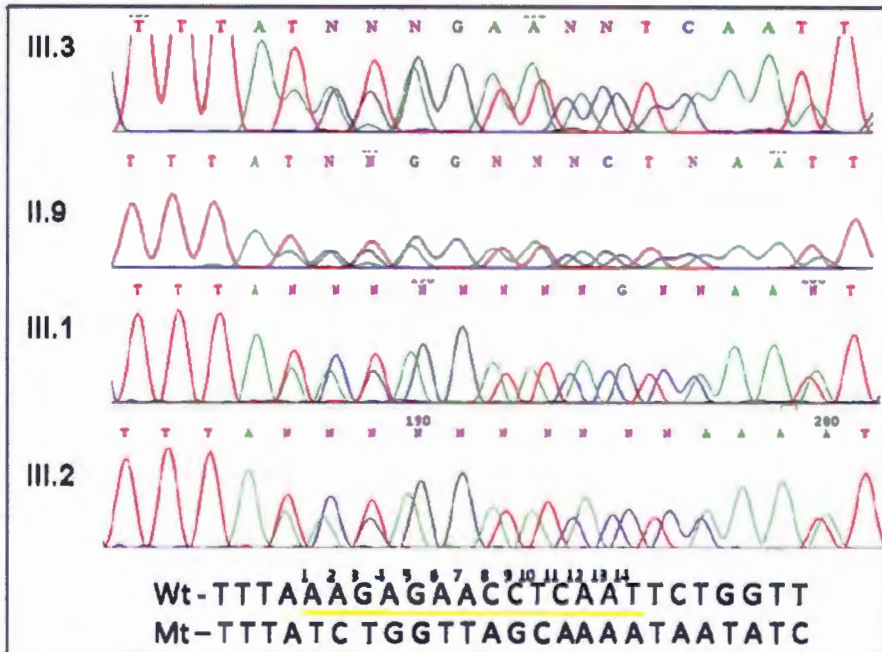 T T T A T N N N G A A N N T C A A T T
III.3
T T T A T N N G G N N N C T N A A T T
II.9
T T T A N N N N N N N N G N N A A N T
III.1
190 280
T T T A N N N N N N N N N N A A A A T
III.2
1 2 3 4 5 6 7 8 9 10 11 12 13 14
Wt - TTTAAAGAGAACCTCAATTCTGGTT
Mt – TTTATCTGGTTAGCAAAATAATATC